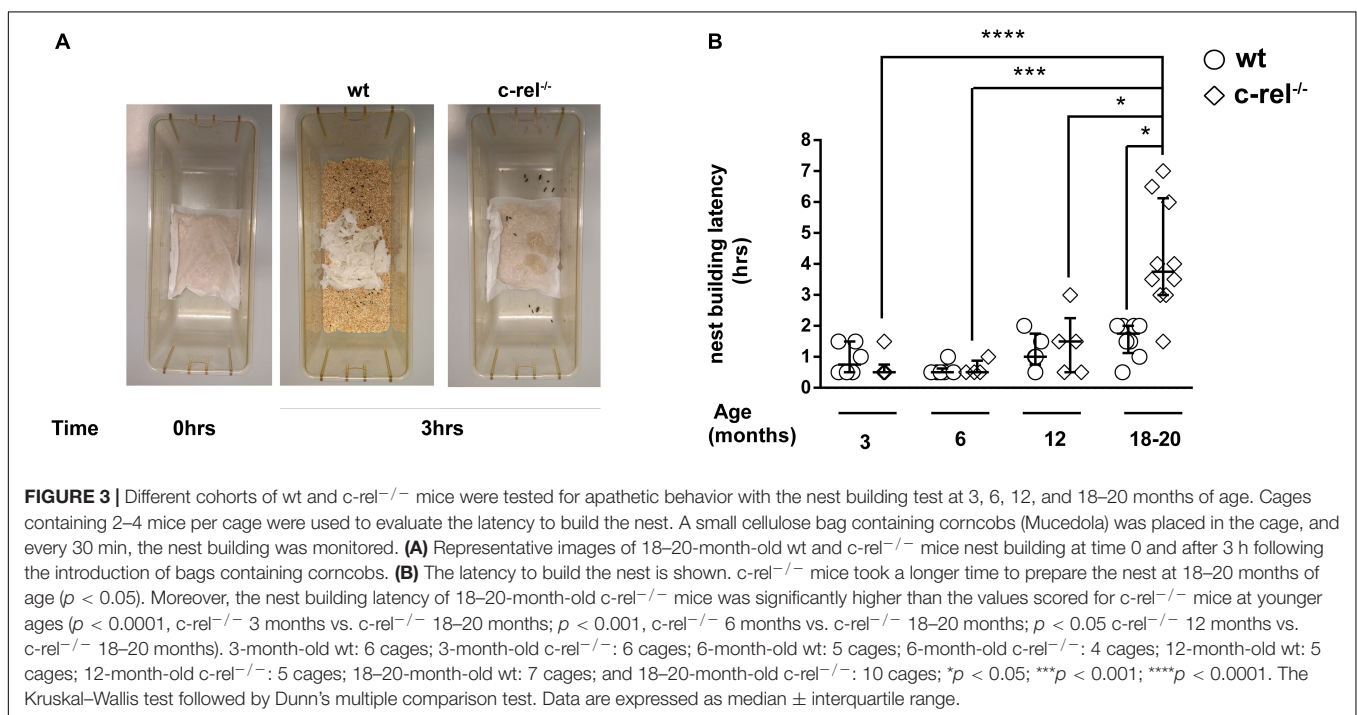 A
wt
c-rel-/-
Time
0hrs
3hrs
B
****
***
*
*
wt
c-rel-/-
nest building latency
(hrs)
8
7
6
5
4
3
2
1
0
Age
(months)
3
6
12
18-20
FIGURE 3 | Different cohorts of wt and c-rel−/− mice were tested for apathetic behavior with the nest building test at 3, 6, 12, and 18–20 months of age. Cages
containing 2–4 mice per cage were used to evaluate the latency to build the nest. A small cellulose bag containing corncobs (Mucedola) was placed in the cage, and
every 30 min, the nest building was monitored. (A) Representative images of 18–20-month-old wt and c-rel−/− mice nest building at time 0 and after 3 h following
the introduction of bags containing corncobs. (B) The latency to build the nest is shown. c-rel−/− mice took a longer time to prepare the nest at 18–20 months of
age (p < 0.05). Moreover, the nest building latency of 18–20-month-old c-rel−/− mice was significantly higher than the values scored for c-rel−/− mice at younger
ages (p < 0.0001, c-rel−/− 3 months vs. c-rel−/− 18–20 months; p < 0.001, c-rel−/− 6 months vs. c-rel−/− 18–20 months; p < 0.05 c-rel−/− 12 months vs.
c-rel−/− 18–20 months). 3-month-old wt: 6 cages; 3-month-old c-rel−/−: 6 cages; 6-month-old wt: 5 cages; 6-month-old c-rel−/−: 4 cages; 12-month-old wt: 5
cages; 12-month-old c-rel−/−: 5 cages; 18–20-month-old wt: 7 cages; and 18–20-month-old c-rel−/−: 10 cages; *p < 0.05; ***p < 0.001; ****p < 0.0001. The
Kruskal–Wallis test followed by Dunn's multiple comparison test. Data are expressed as median ± interquartile range.